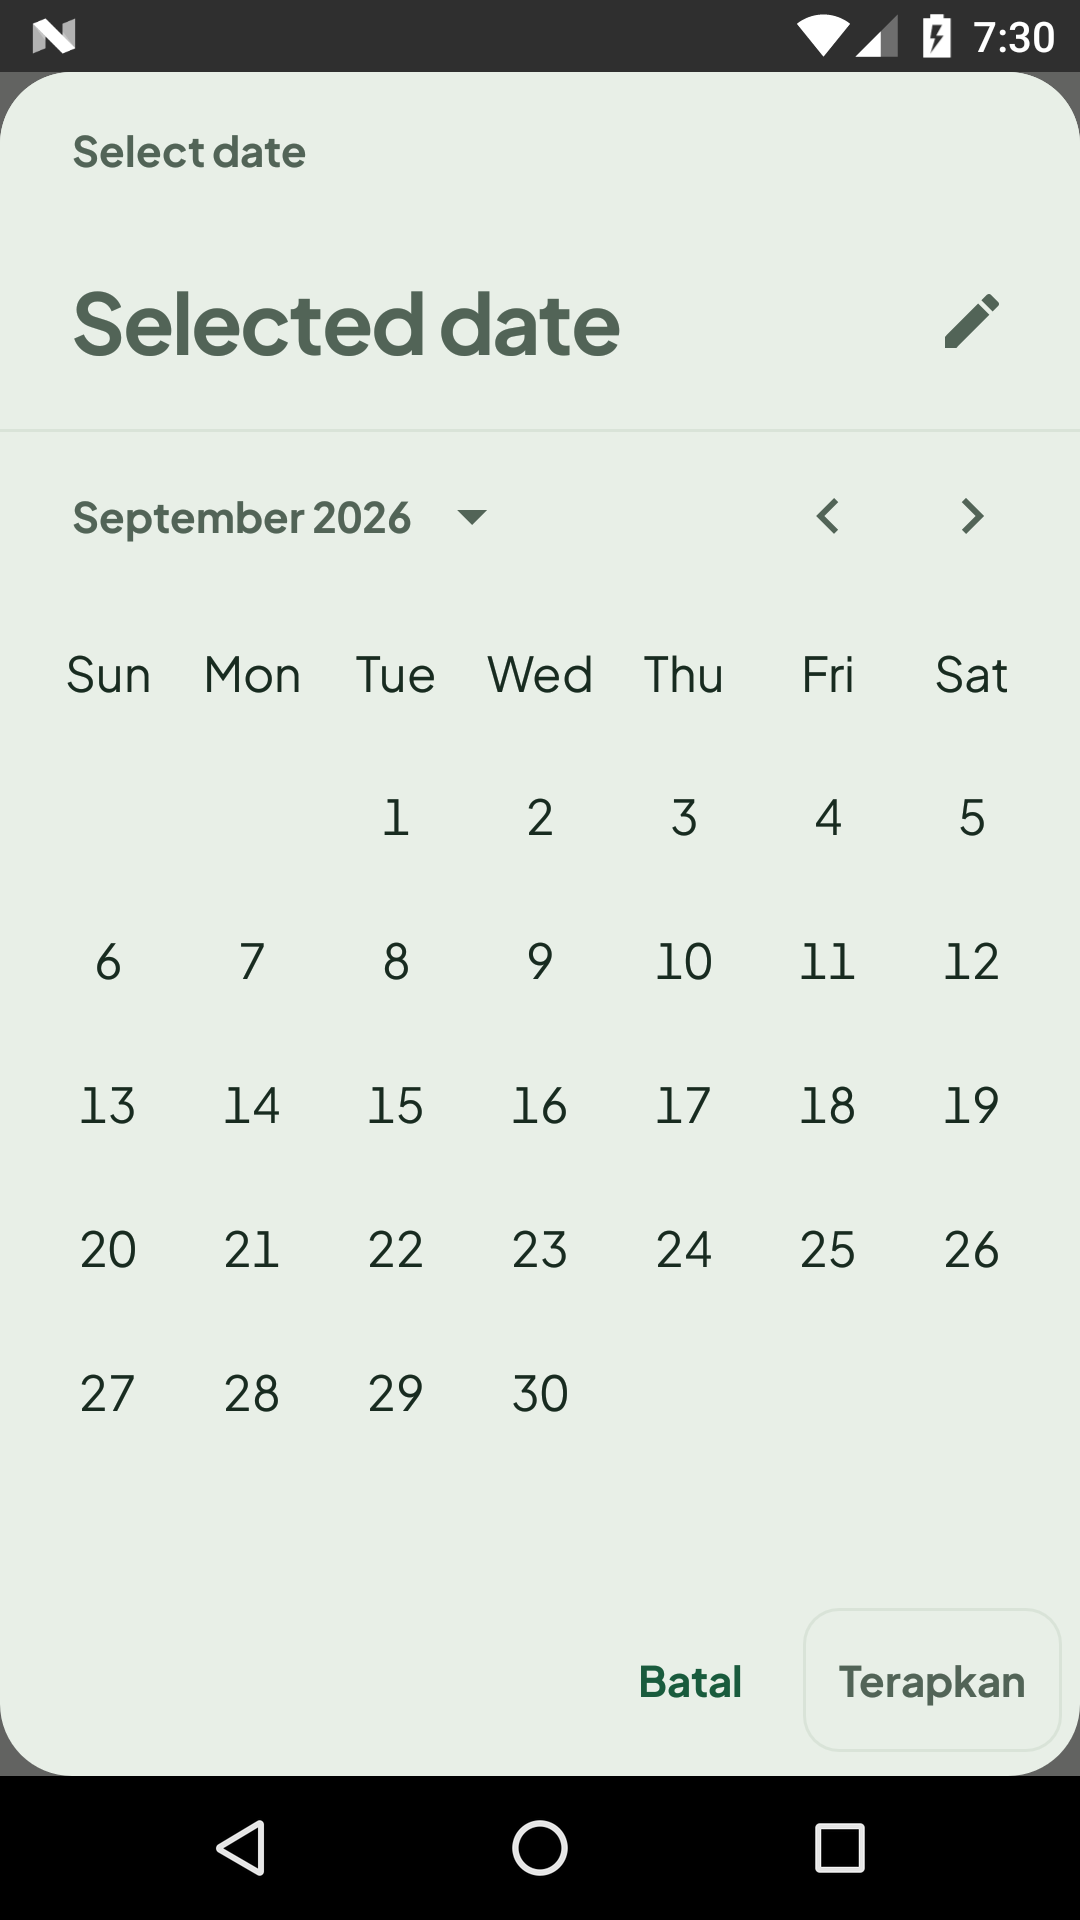 7:30
Select date
Selected date
September 2026
Sun Mon Tue Wed Thu Fri Sat
1 2 3 4 5
6 7 8 9 10 11 12
13 14 15 16 17 18 19
20 21 22 23 24 25 26
27 28 29 30
Batal Terapkan